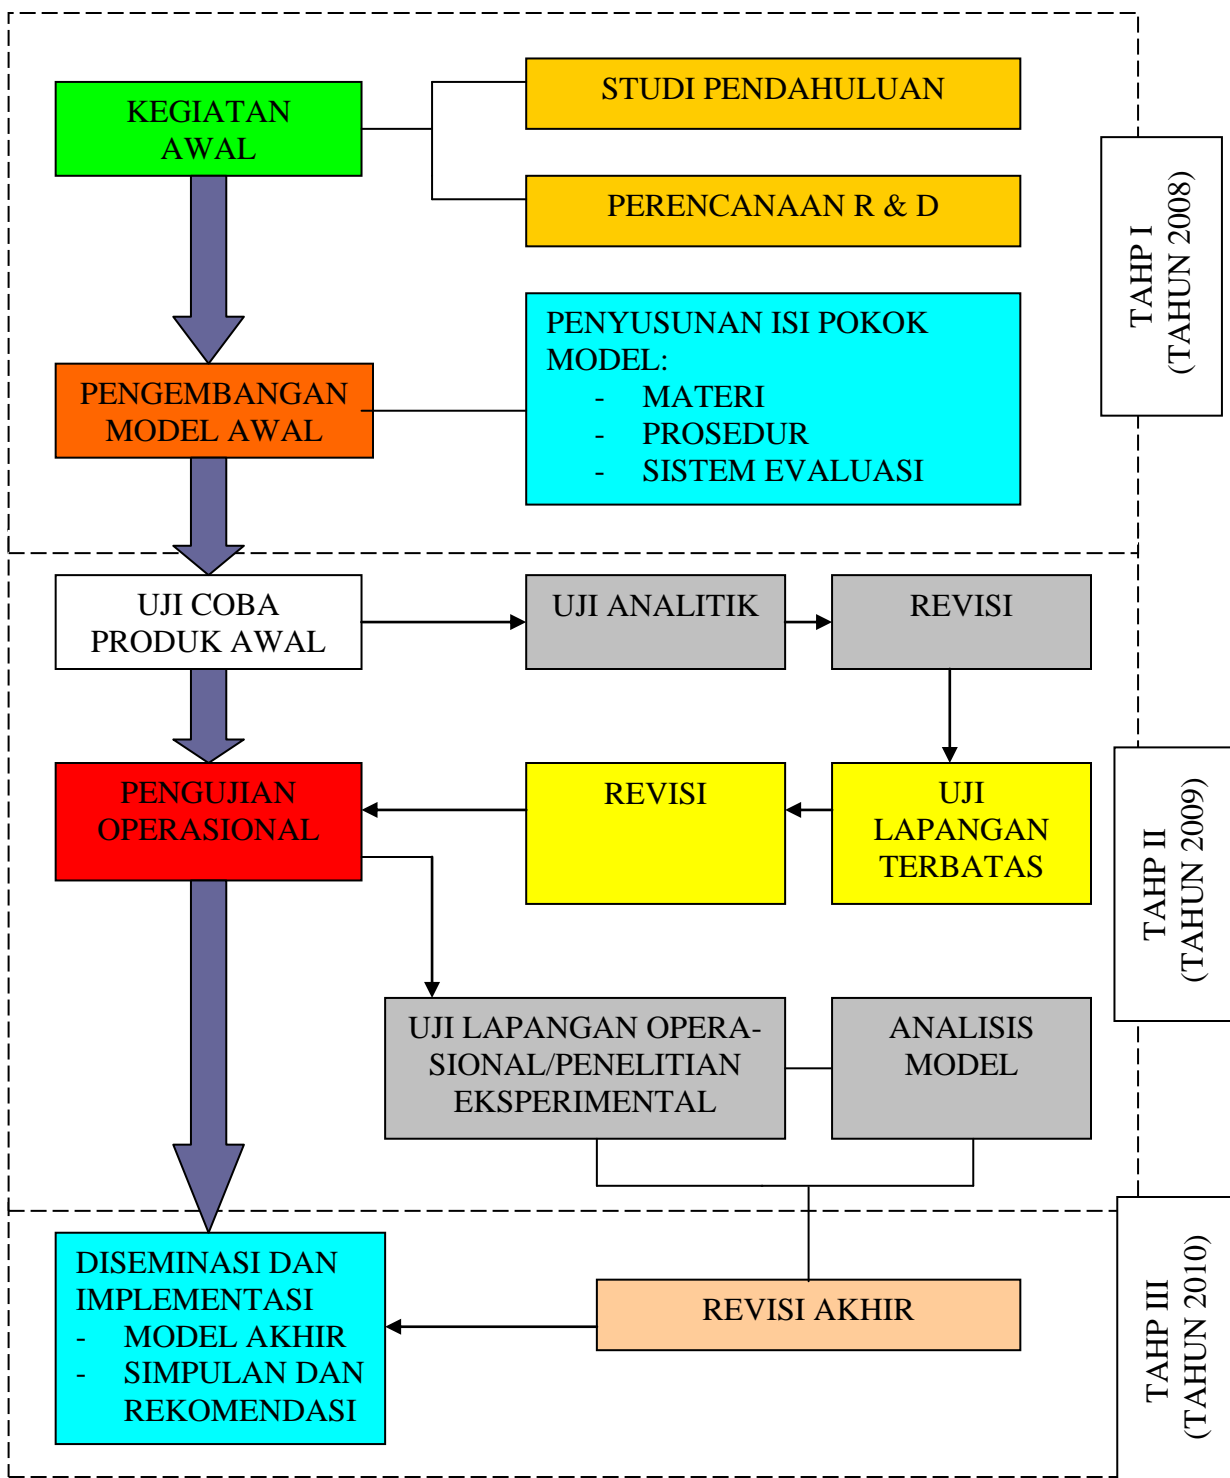 KEGIATAN
AWAL
STUDI PENDAHULUAN
PERENCANAAN R & D
TAHP I
(TAHUN 2008)
PENGEMBANGAN
MODEL AWAL
PENYUSUNAN ISI POKOK
MODEL:
- MATERI
- PROSEDUR
- SISTEM EVALUASI
UJI COBA
PRODUK AWAL
UJI ANALITIK
REVISI
PENGUJIAN
OPERASIONAL
REVISI
UJI
LAPANGAN
TERBATAS
TAHP II
(TAHUN 2009)
UJI LAPANGAN OPERA-
SIONAL/PENELITIAN
EKSPERIMENTAL
ANALISIS
MODEL
DISEMINASI DAN
IMPLEMENTASI
- MODEL AKHIR
- SIMPULAN DAN
REKOMENDASI
REVISI AKHIR
TAHP III
(TAHUN 2010)